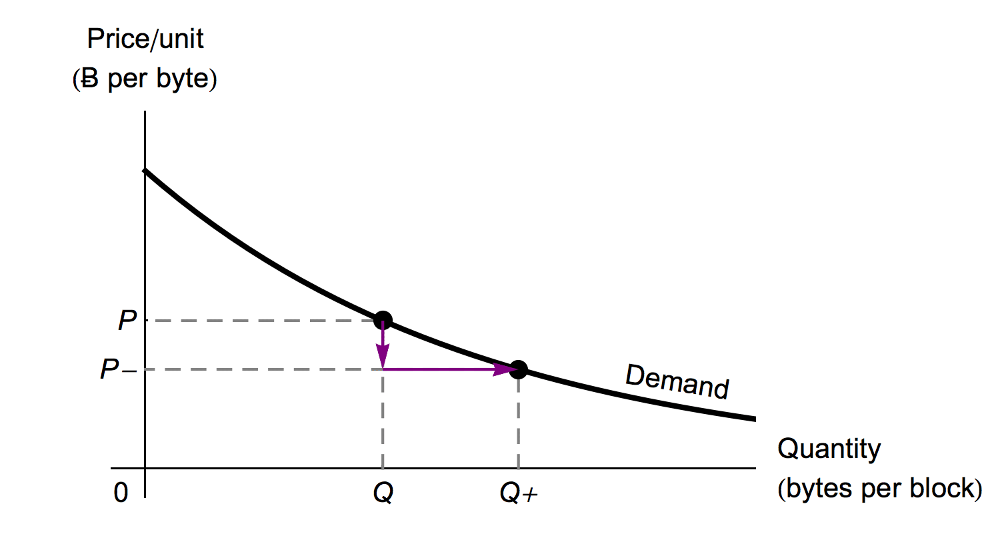 Price/unit
(Ƀ per byte)
P
P−
Demand
Quantity
(bytes per block)
0
Q
Q+